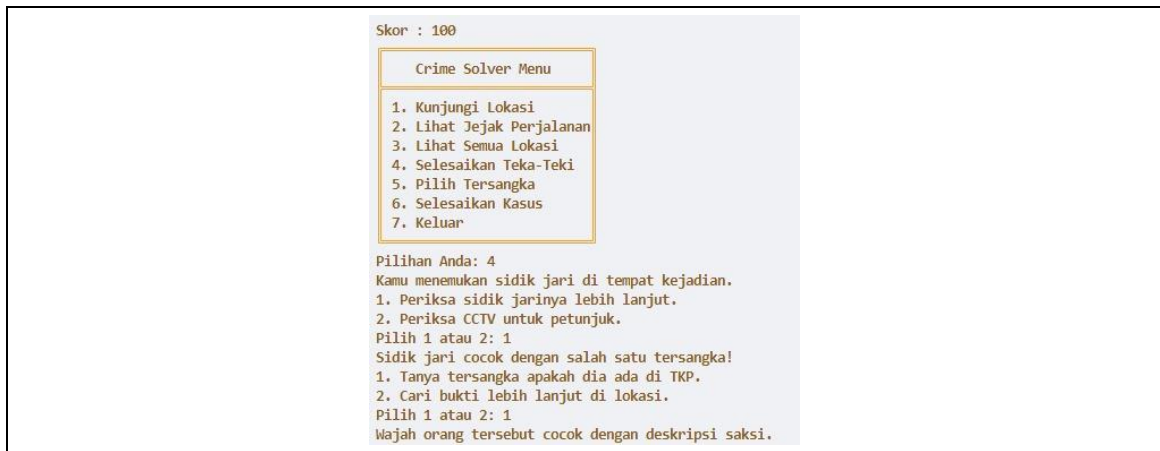 Skor : 100
Crime Solver Menu
1. Kunjungi Lokasi
2. Lihat Jejak Perjalanan
3. Lihat Semua Lokasi
4. Selesaikan Teka-Teki
5. Pilih Tersangka
6. Selesaikan Kasus
7. Keluar
Pilihan Anda: 4
Kamu menemukan sidik jari di tempat kejadian.
1. Periksa sidik jarinya lebih lanjut.
2. Periksa CCTV untuk petunjuk.
Pilih 1 atau 2: 1
Sidik jari cocok dengan salah satu tersangka!
1. Tanya tersangka apakah dia ada di TKP.
2. Cari bukti lebih lanjut di lokasi.
Pilih 1 atau 2: 1
Wajah orang tersebut cocok dengan deskripsi saksi.